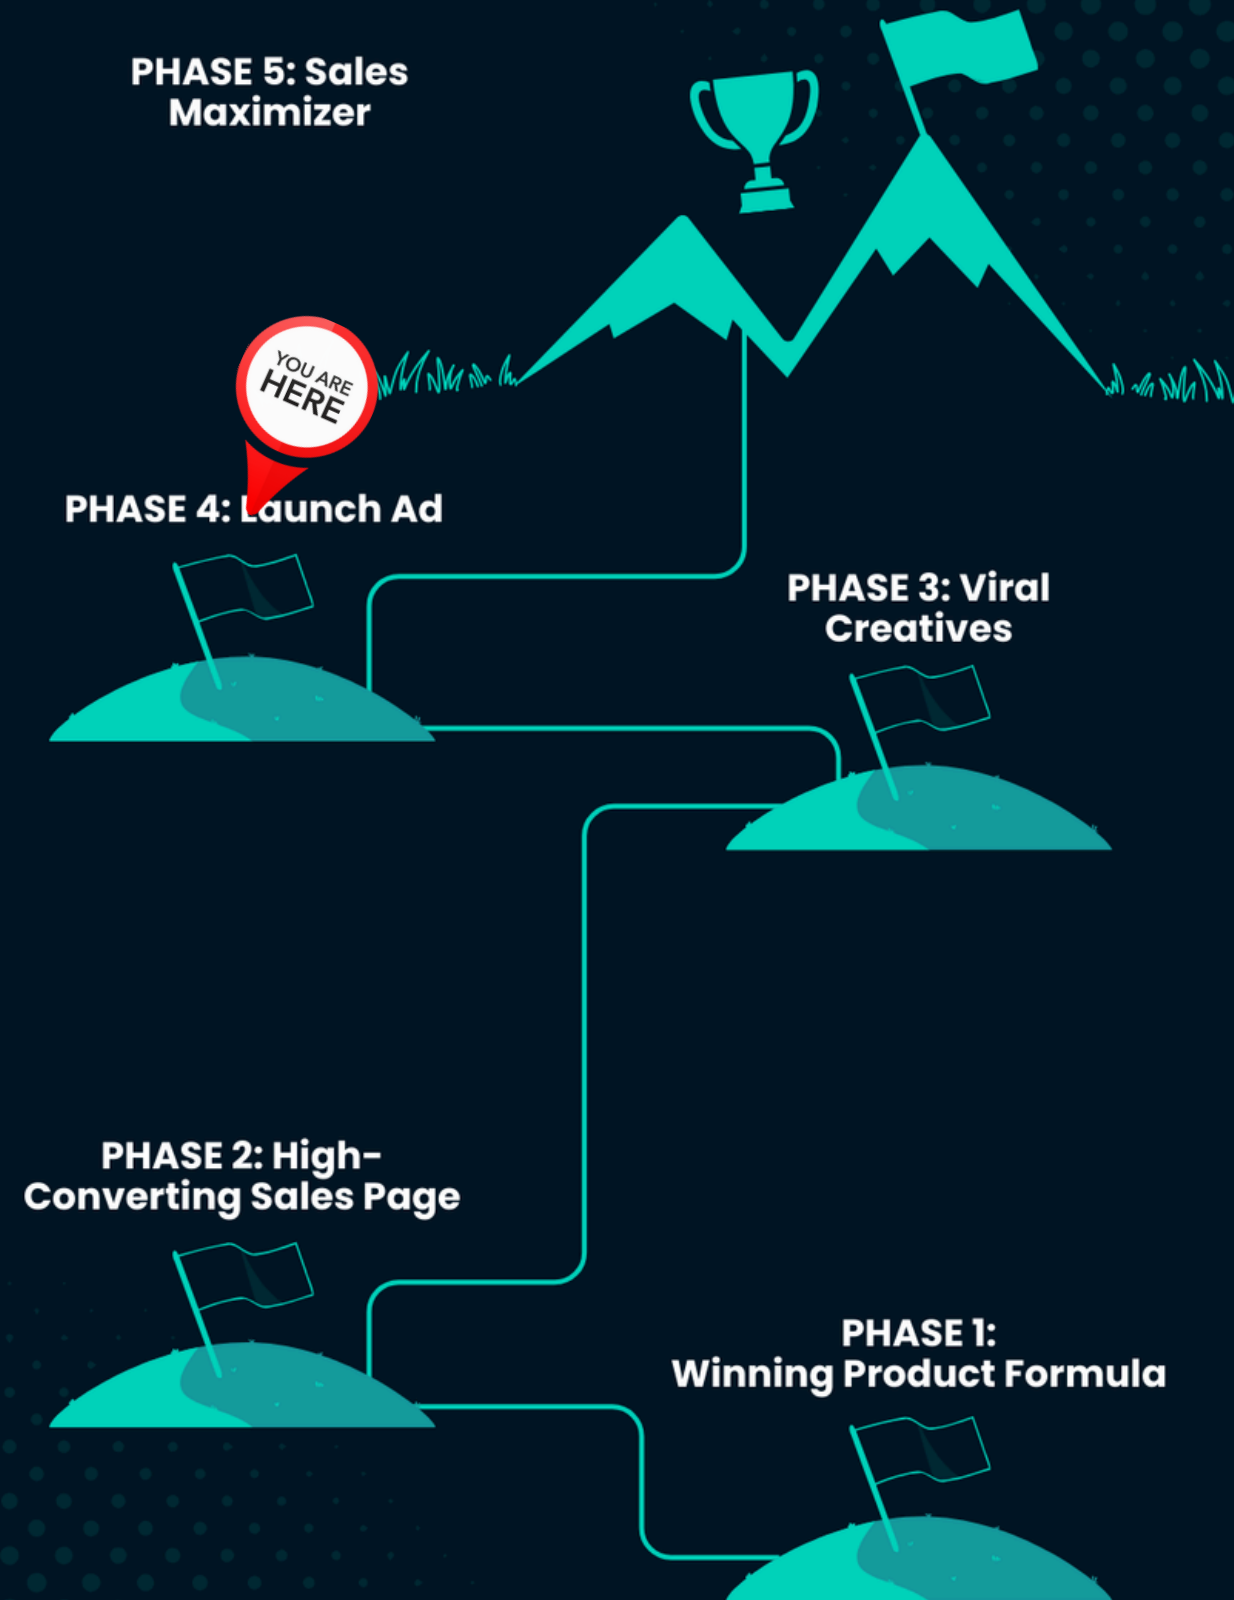 PHASE 5: Sales
Maximizer
YOU ARE
HERE
PHASE 4: Launch Ad
PHASE 3: Viral
Creatives
PHASE 2: High-
Converting Sales Page
PHASE 1:
Winning Product Formula